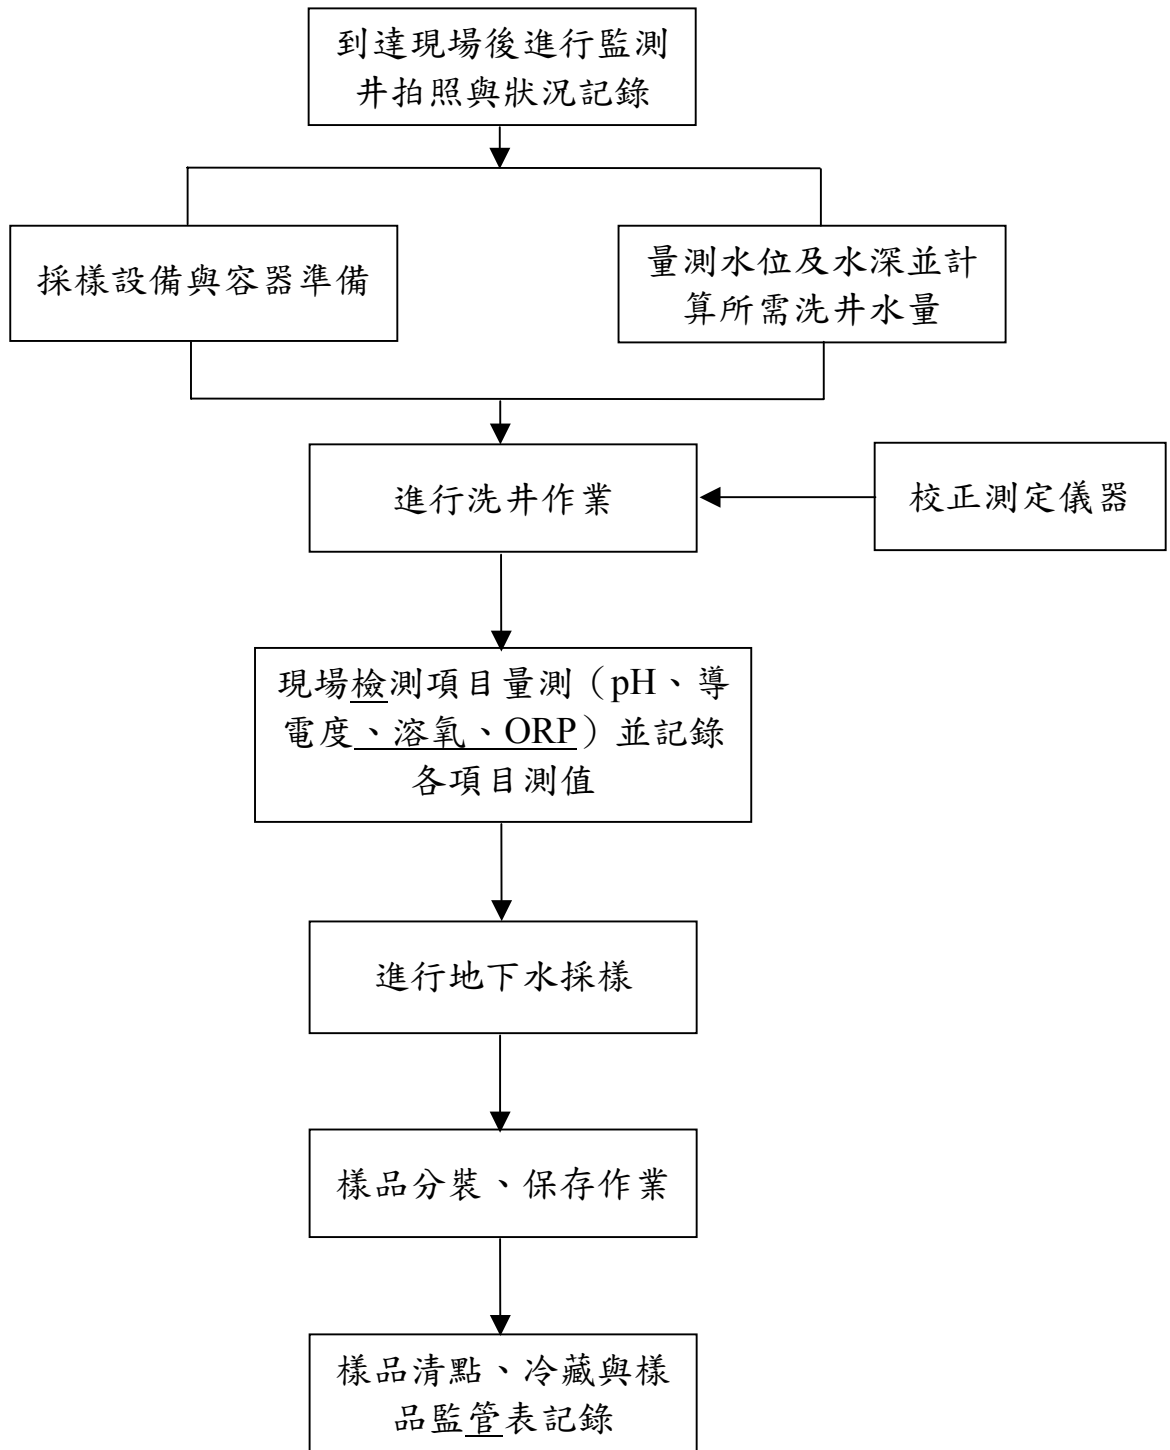 到達現場後進行監測
井拍照與狀況記錄
採樣設備與容器準備
量測水位及水深並計
算所需洗井水量
進行洗井作業
校正測定儀器
現場檢測項目量測（pH、導
電度、溶氧、ORP）並記錄
各項目測值
進行地下水採樣
樣品分裝、保存作業
樣品清點、冷藏與樣
品監管表記錄